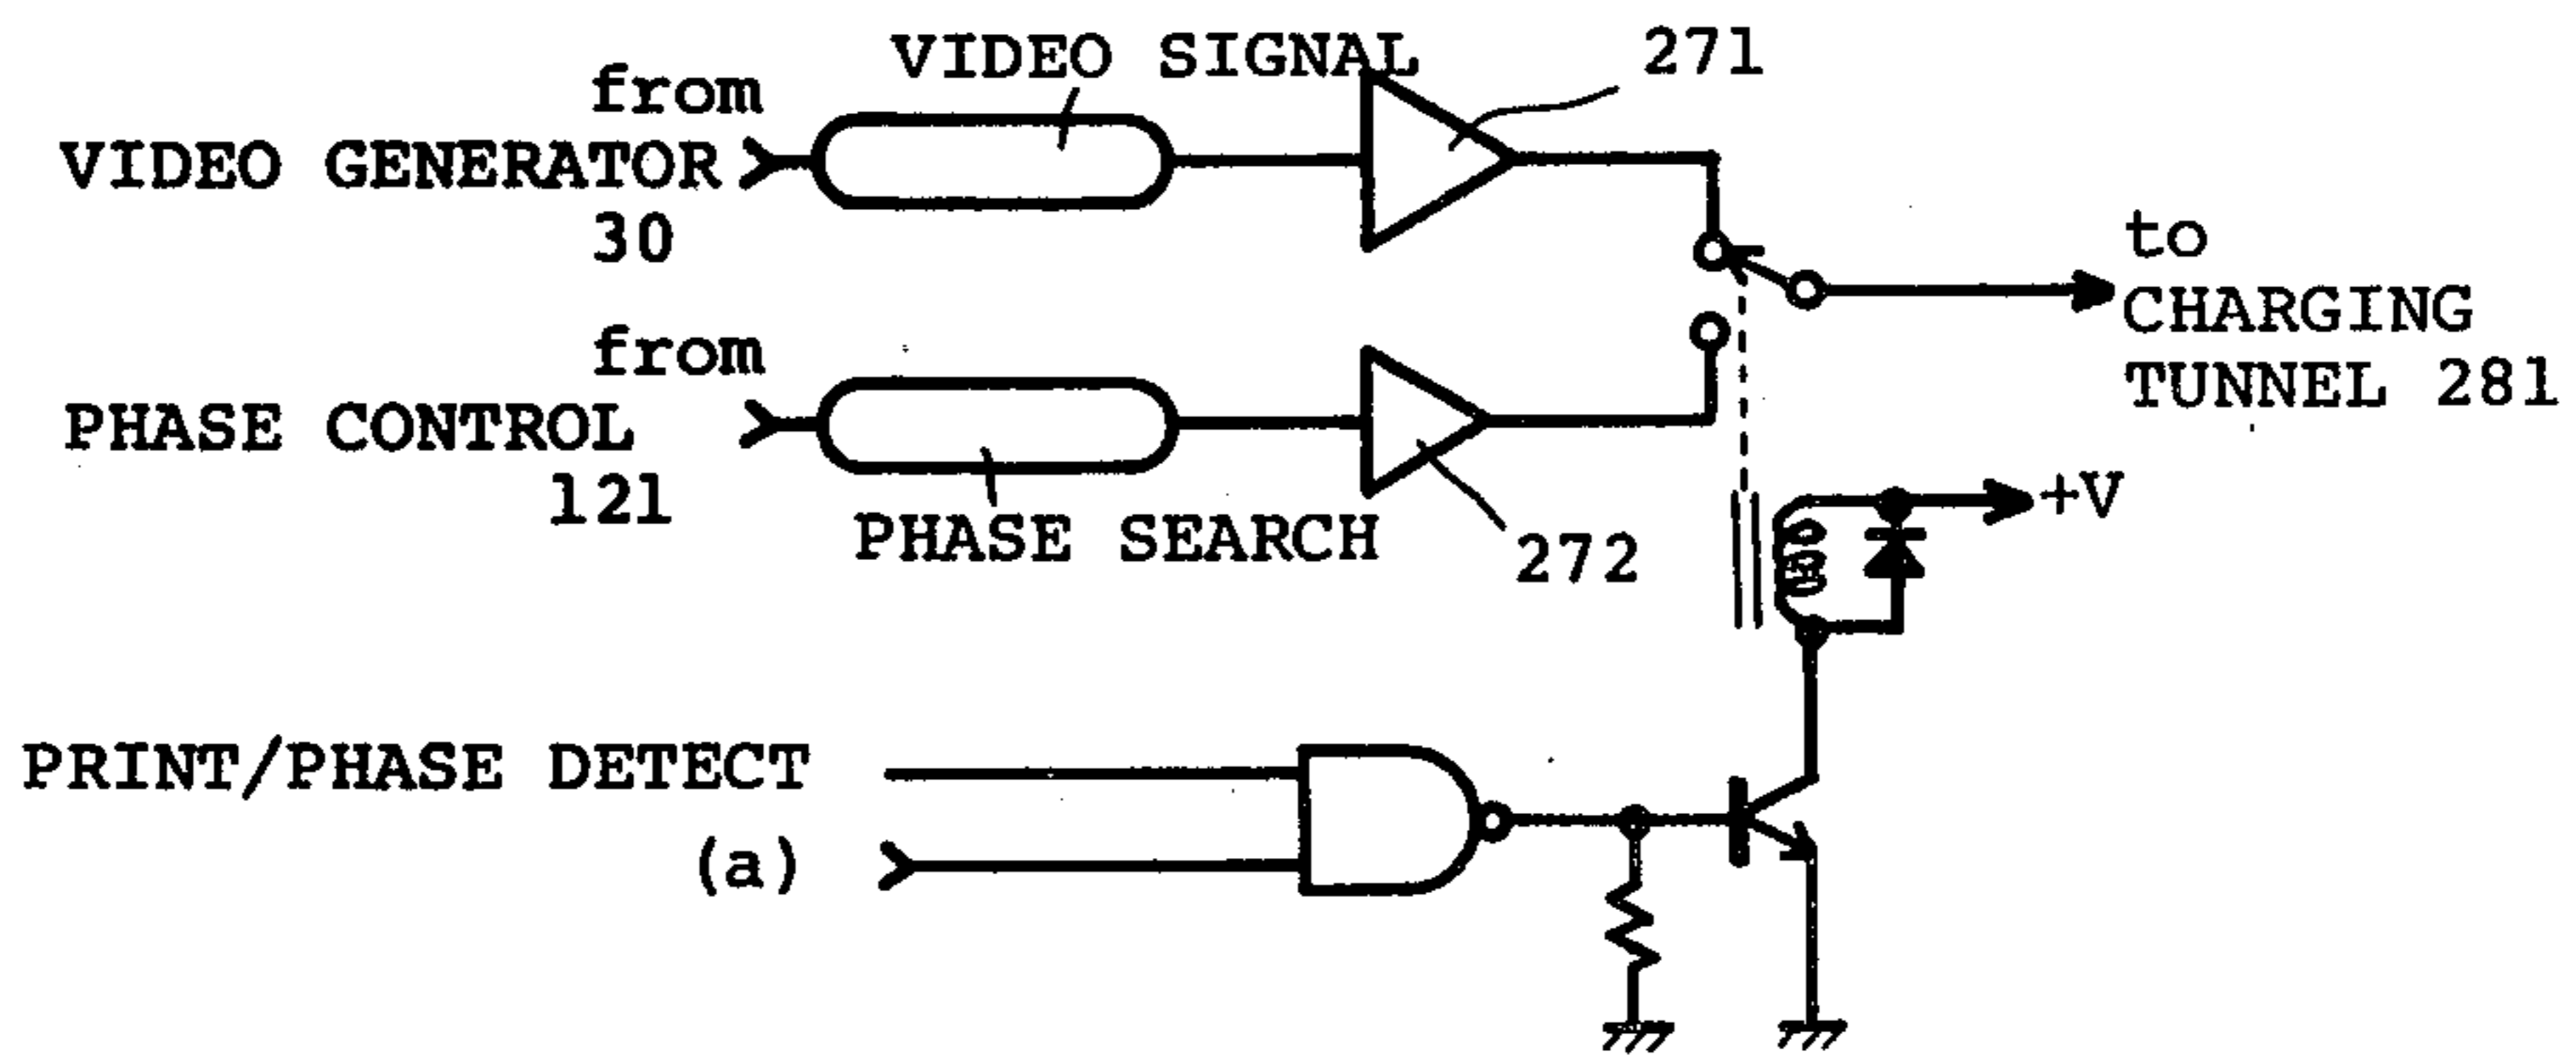 VIDEO SIGNAL
271
from
VIDEO GENERATOR
30
to
CHARGING
TUNNEL 281
from
PHASE CONTROL
121
PHASE SEARCH
272
+V
PRINT/PHASE DETECT
(a)